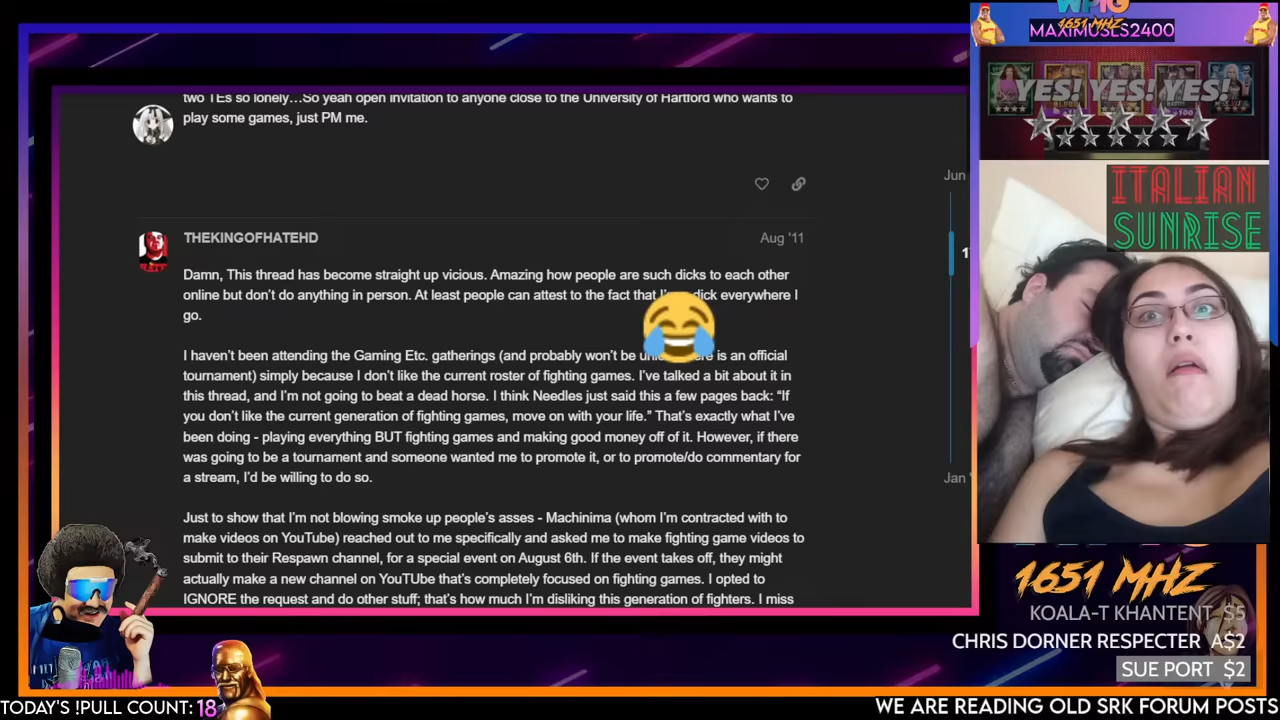 two TEs so lonely…So yeah open invitation to anyone close to the University of Hartford who wants to
play some games, just PM me.
Jun
THEKINGOFHATEHD
Aug '11
Damn, This thread has become straight up vicious. Amazing how people are such dicks to each other
online but don't do anything in person. At least people can attest to the fact that dick everywhere I
go.
I haven't been attending the Gaming Etc. gatherings (and probably won't be is an official
tournament) simply because I don't like the current roster of fighting games. I've talked a bit about it in
this thread, and I'm not going to beat a dead horse. I think Needles just said this a few pages back: “If
you don't like the current generation of fighting games, move on with your life.” That's exactly what I've
been doing - playing everything BUT fighting games and making good money off of it. However, if there
was going to be a tournament and someone wanted me to promote it, or to promote/do commentary for
a stream, I'd be willing to do so.
Jan '
Just to show that I'm not blowing smoke up people's asses - Machinima (whom I'm contracted with to
make videos on YouTube) reached out to me specifically and asked me to make fighting game videos to
submit to their Respawn channel, for a special event on August 6th. If the event takes off, they might
actually make a new channel on YouTUbe that's completely focused on fighting games. I opted to
IGNORE the request and do other stuff; that's how much I'm disliking this generation of fighters. I miss
WPIG
1651 MHZ
MAXIMUSES2400
YES! YES! YES!
ITALIAN
SUNRISE
1651 MHZ
KOALA-T KHANTENT $5
CHRIS DORNER RESPECTER A$2
SUE PORT $2
TODAY'S !PULL COUNT: 18
WE ARE READING OLD SRK FORUM POSTS